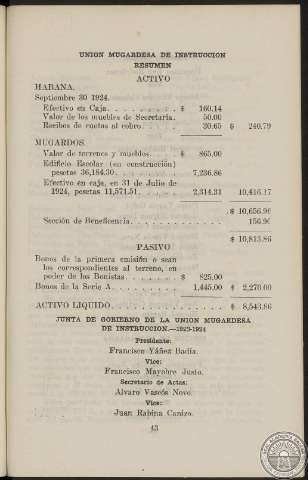 UNION MUGARDESA DE INSTRUCCION
RESUMEN
ACTIVO
HABANA.
Septiembre 30 1924.
Efectivo en Caja. . . . . . . . . . $ 160.14
Valor de los muebles de Secretaría. 50.00
Recibos de cuotas al cobro. . . . . 30.65 $ 240.79
MUGARDOS.
Valor de terrenos y muebles. . . . $ 865.00
Edificio Escolar (en construcción)
pesetas 36,184.30. . . . . . . . . 7,236.86
Efectivo en caja, en 31 de Julio de
1924, pesetas 11,571.51. . . . . . 2,314.31 10,416.17
$ 10,656.96
Sección de Beneficencia. . . . . . . . . . . . . 156.90
$ 10,813.86
PASIVO
Bonos de la primera emisión o sean
los correspondientes al terreno, en
poder de los Bonistas. . . . . . . $ 825.00
Bonos de la Serie A. . . . . . . . . 1,445.00 $ 2,270.00
ACTIVO LIQUIDO. . . . . . . . . . . . . . . $ 8,543.86
JUNTA DE GOBIERNO DE LA UNION MUGARDESA
DE INSTRUCCION.—1923-1924
Presidente:
Francisco Yáñez Badía.
Vice:
Francisco Mayobre Justo.
Secretario de Actas:
Alvaro Vascós Novo.
Vice:
Juan Rabina Canizo.
43